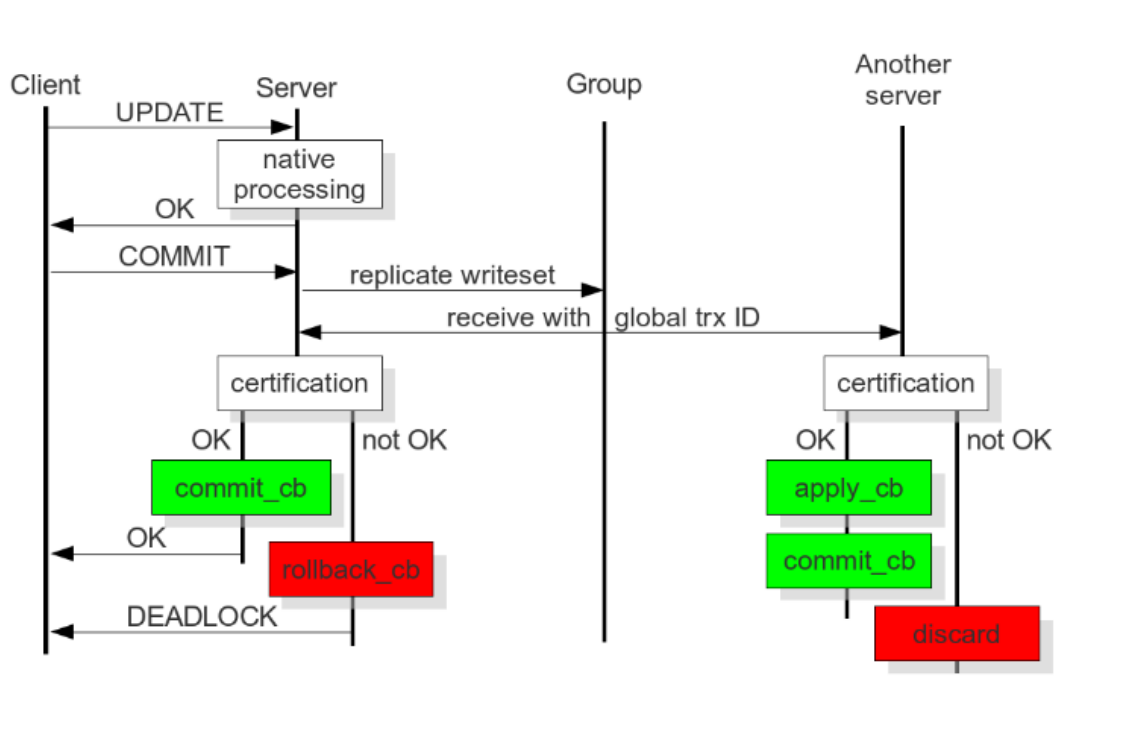 Client
Server
Group
Another
server
UPDATE
native
processing
OK
COMMIT
replicate writeset
receive with global trx ID
certification
certification
OK
not OK
OK
not OK
commit_cb
apply_cb
OK
rollback_cb
commit_cb
DEADLOCK
discard